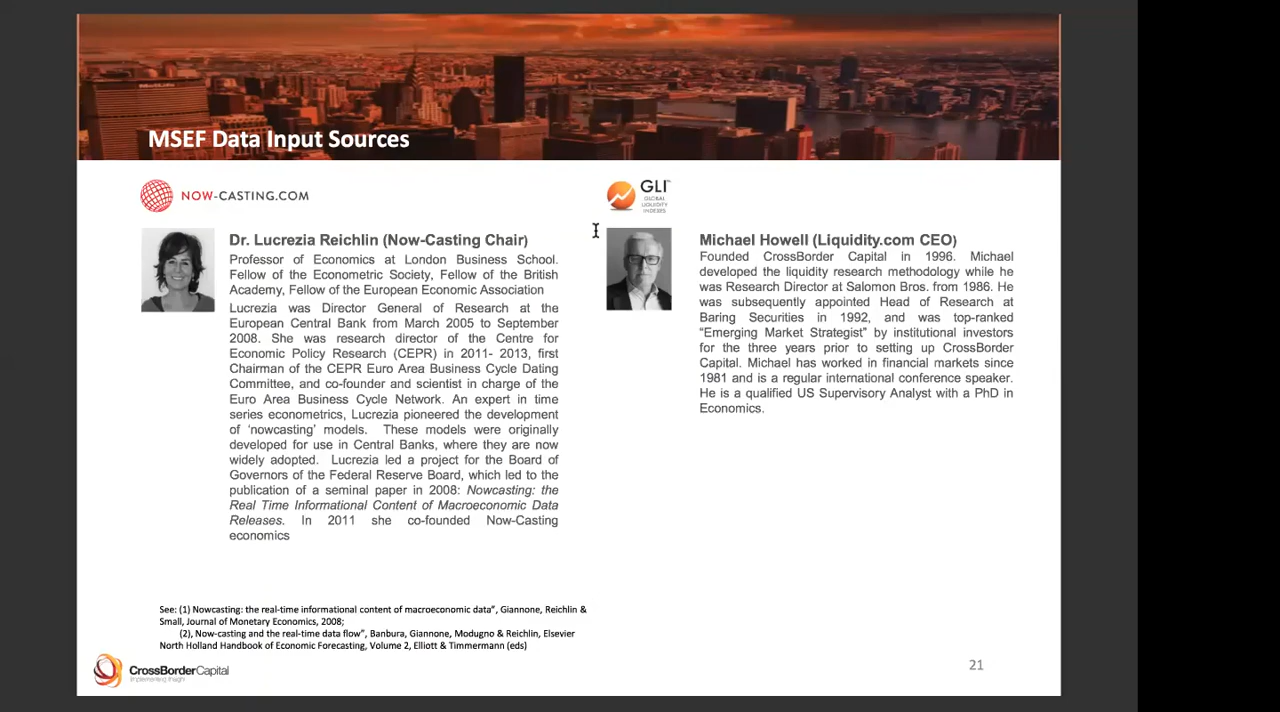 MSEF Data Input Sources
NOW-CASTING.COM
Dr. Lucrezia Reichlin (Now-Casting Chair)
Professor of Economics at London Business School.
Fellow of the Econometric Society, Fellow of the British
Academy, Fellow of the European Economic Association
Lucrezia was Director General of Research at the
European Central Bank from March 2005 to September
2008. She was research director of the Centre for
Economic Policy Research (CEPR) in 2011- 2013, first
Chairman of the CEPR Euro Area Business Cycle Dating
Committee, and co-founder and scientist in charge of the
Euro Area Business Cycle Network. An expert in time
series econometrics, Lucrezia pioneered the development
of ‘nowcasting’ models. These models were originally
developed for use in Central Banks, where they are now
widely adopted. Lucrezia led a project for the Board of
Governors of the Federal Reserve Board, which led to the
publication of a seminal paper in 2008: Nowcasting: the
Real Time Informational Content of Macroeconomic Data
Releases. In 2011 she co-founded Now-Casting
economics
GLI™
GLOBAL
LIQUIDITY
INDEXES
Michael Howell (Liquidity.com CEO)
Founded CrossBorder Capital in 1996. Michael
developed the liquidity research methodology while he
was Research Director at Salomon Bros. from 1986. He
was subsequently appointed Head of Research at
Baring Securities in 1992, and was top-ranked
“Emerging Market Strategist” by institutional investors
for the three years prior to setting up CrossBorder
Capital. Michael has worked in financial markets since
1981 and is a regular international conference speaker.
He is a qualified US Supervisory Analyst with a PhD in
Economics.
See: (1) Nowcasting: the real-time informational content of macroeconomic data”, Giannone, Reichlin &
Small, Journal of Monetary Economics, 2008;
(2), Now-casting and the real-time data flow”, Banbura, Giannone, Modugno & Reichlin, Elsevier
North Holland Handbook of Economic Forecasting, Volume 2, Elliott & Timmermann (eds)
CrossBorderCapital
Implementing Insight
21